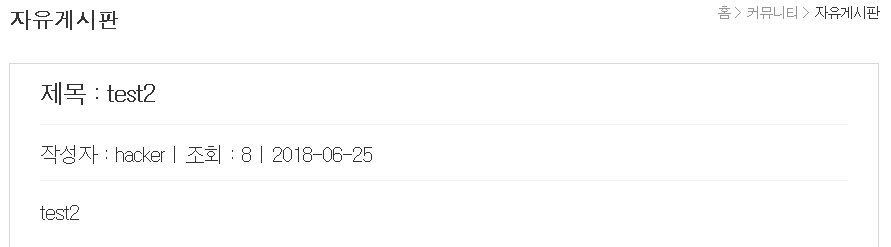 자유게시판
홈 > 커뮤니티 > 자유게시판
제목 : test2
작성자 : hacker | 조회 : 8 | 2018-06-25
test2